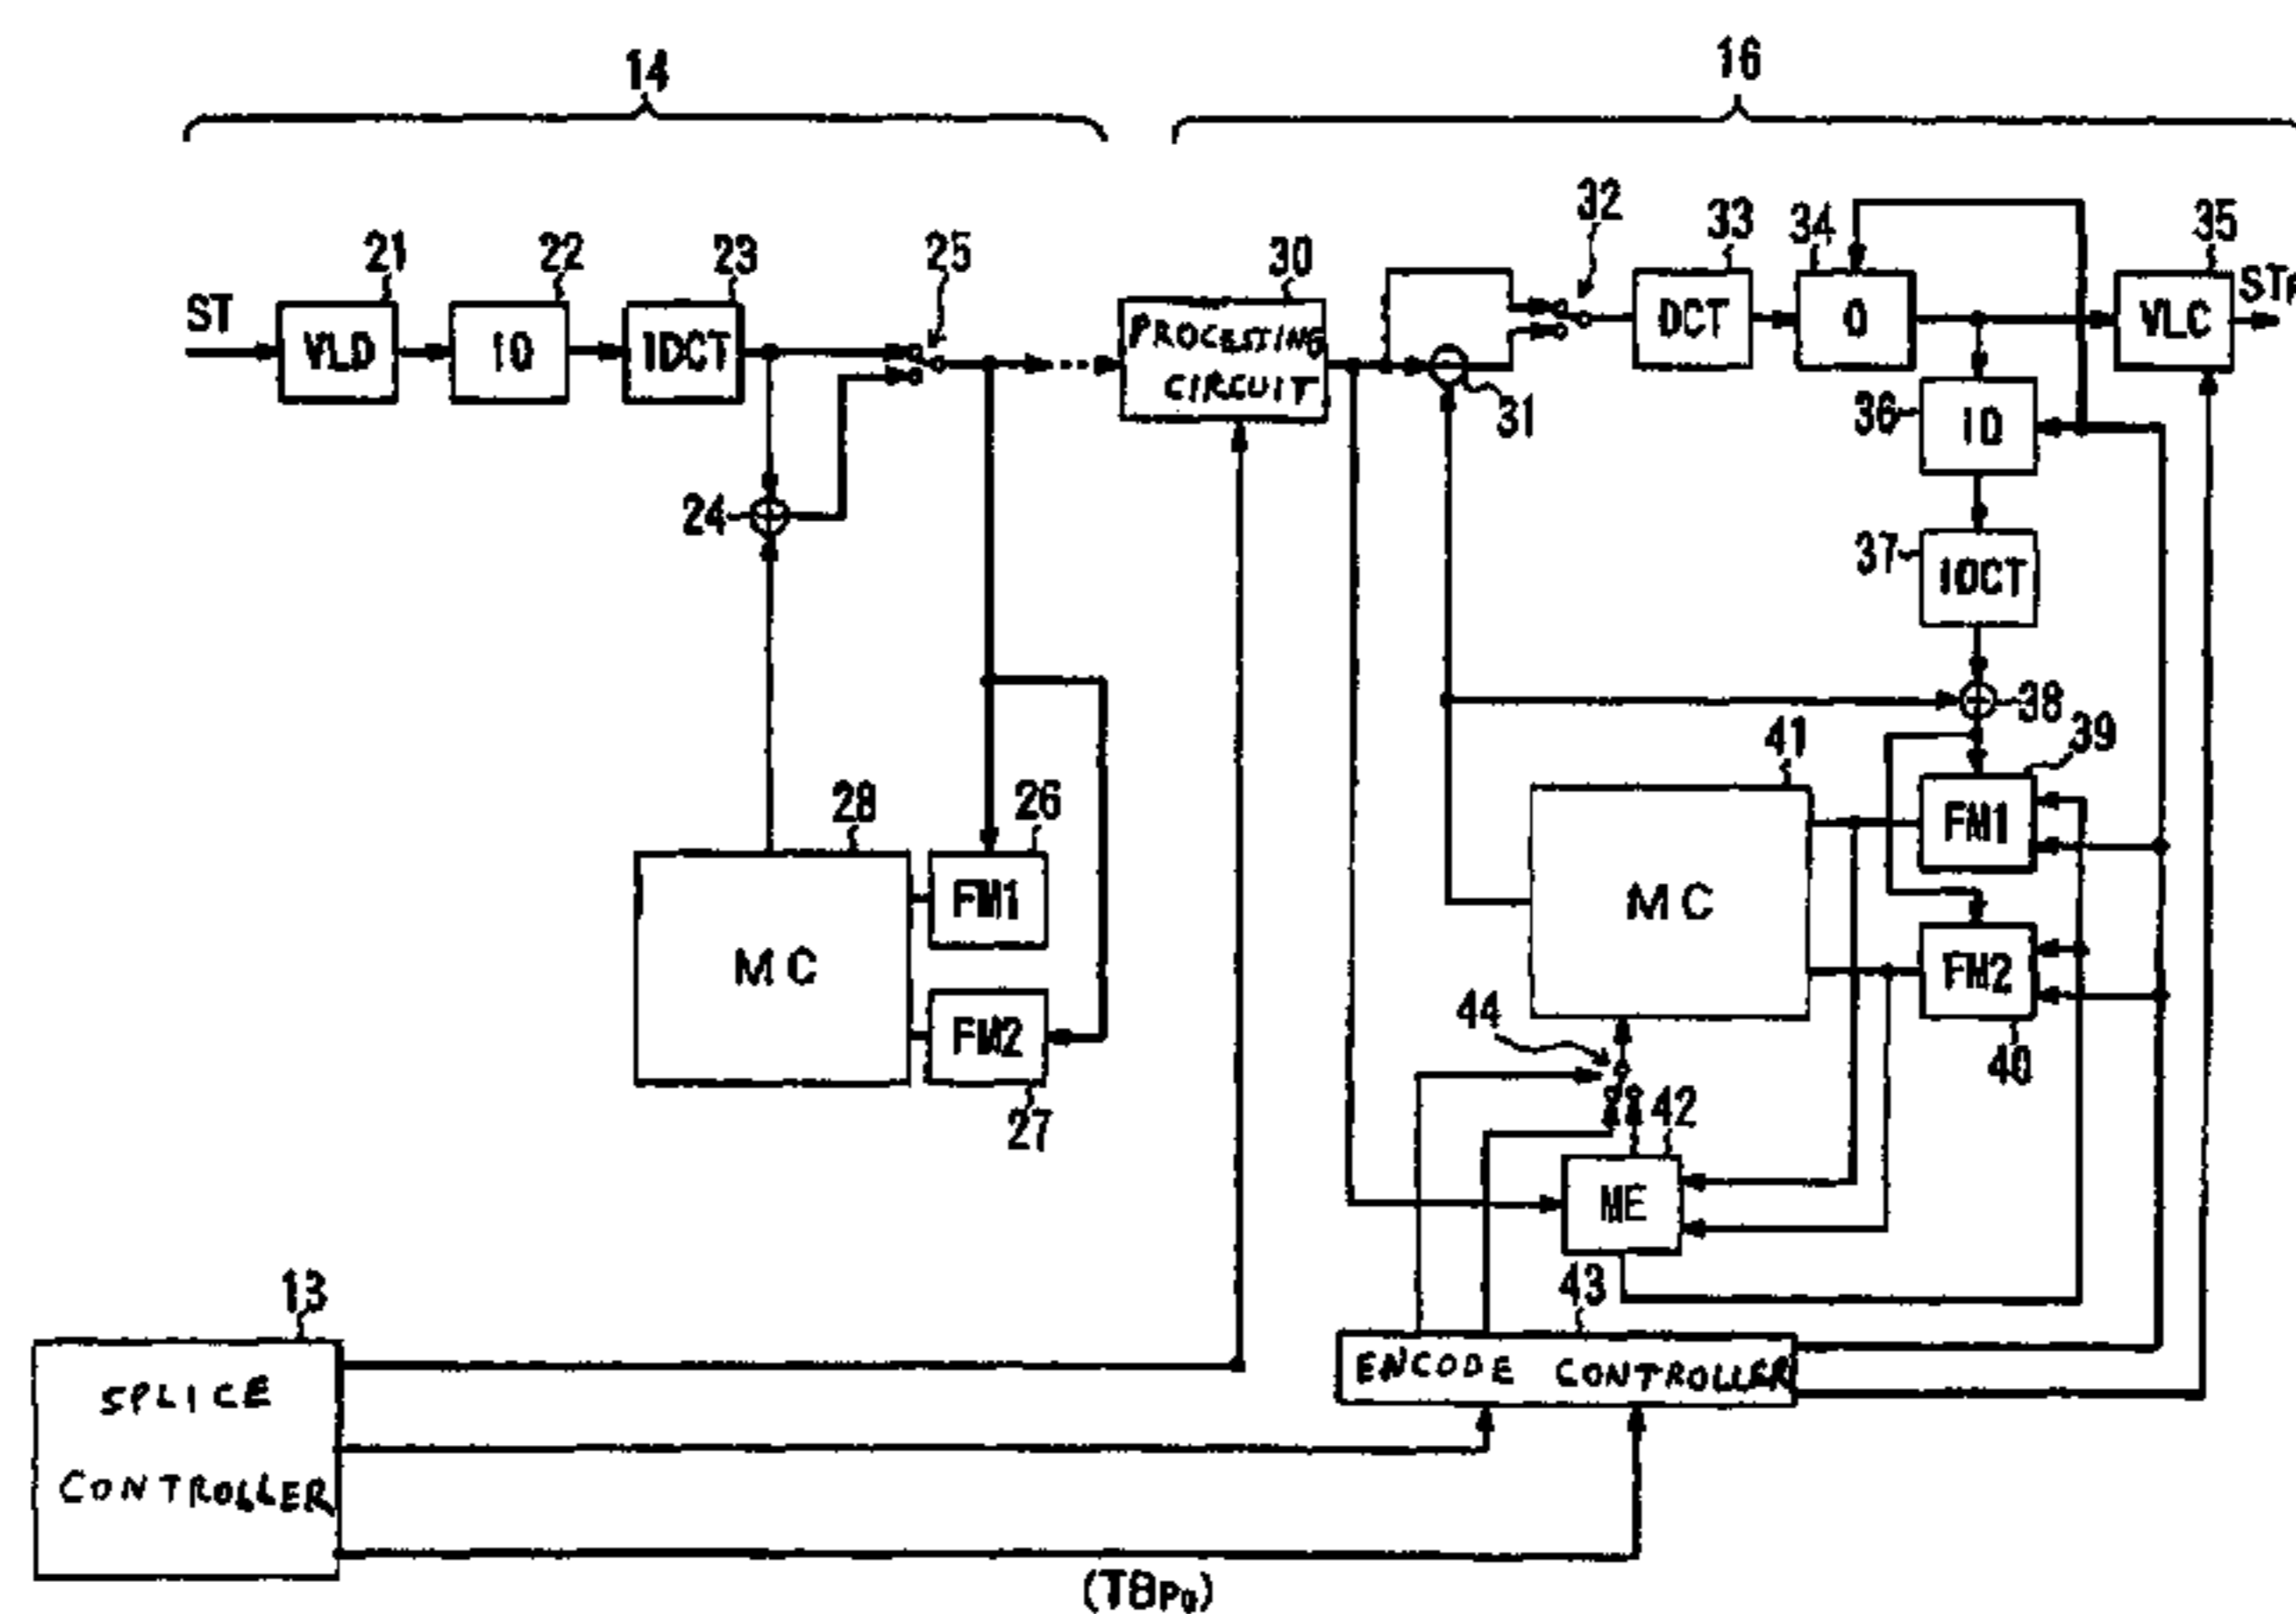 14
16
21
22
23
25
30
32
33
34
35
ST
VLD
IQ
IDCT
PROCESSING
CIRCUIT
DCT
Q
VLC
31
36
IQ
24
37
IDCT
38
39
41
28
26
FM1
FM1
MC
MC
FM2
FM2
44
40
27
42
ME
13
43
SPLICE
CONTROLLER
ENCODE CONTROLLER